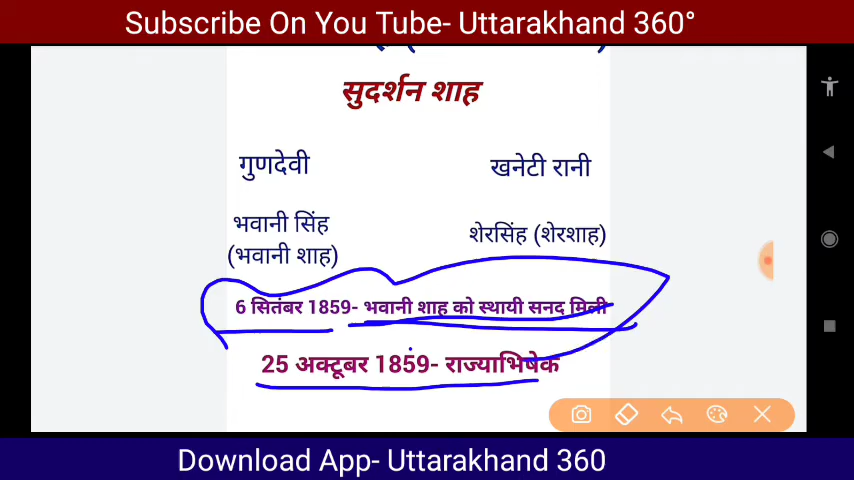 Subscribe On You Tube- Uttarakhand 360°
सुदर्शन शाह
गुणदेवी खनेटी रानी
भवानी सिंह
(भवानी शाह)
शेरसिंह (शेरशाह)
6 सितंबर 1859- भवानी शाह को स्थायी सनद मिली
25 अक्टूबर 1859- राज्याभिषेक
Download App- Uttarakhand 360